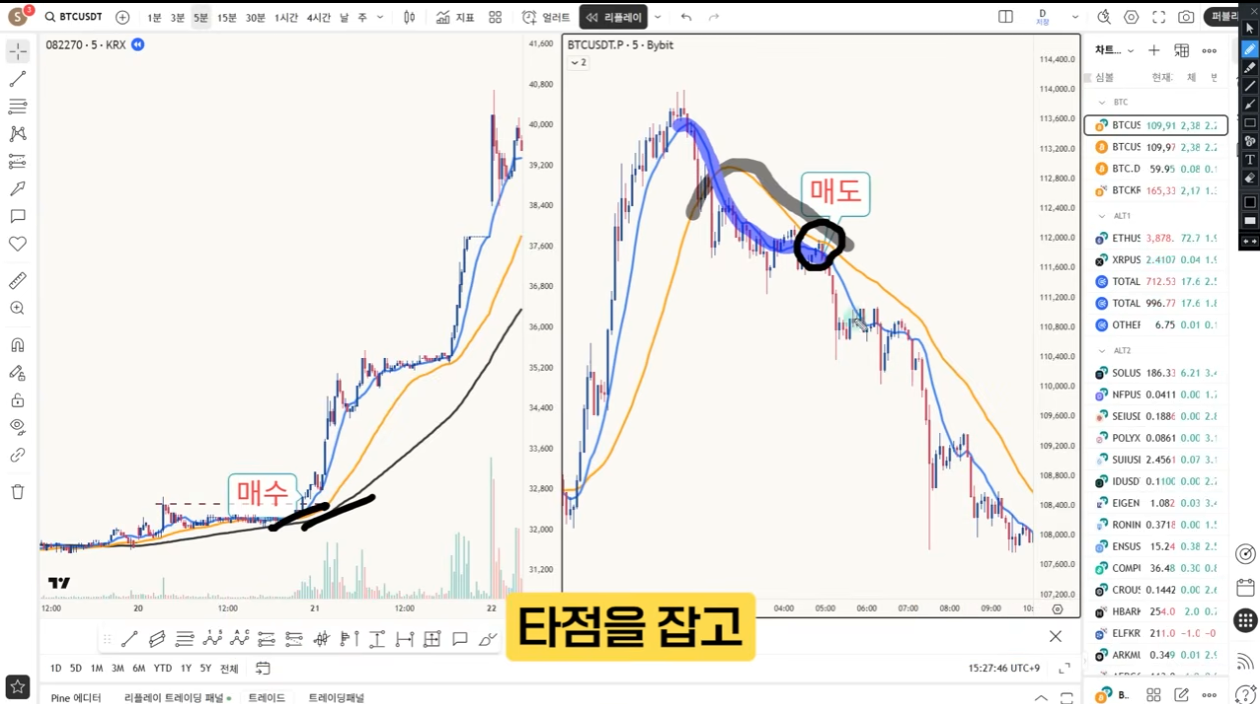 S 3 BTCUSDT 1분 3분 5분 15분 30분 1시간 4시간 날 주 지표 얼러트 리플레이 D 저장 퍼블리
082270 · 5 · KRX
41,600
40,800
40,000
39,200
38,400
37,600
36,800
36,000
35,200
34,400
33,600
32,800
32,000
31,200
매수
12:00 20 12:00 21 12:00 22
BTCUSDT.P · 5 · Bybit
2
매도
114,400.0
114,000.0
113,600.0
113,200.0
112,800.0
112,400.0
112,000.0
111,600.0
111,200.0
110,800.0
110,400.0
110,000.0
109,600.0
109,200.0
108,800.0
108,400.0
108,000.0
107,600.0
107,200.0
04:00 05:00 06:00 07:00 08:00 09:00 10:
타점을 잡고
차트...
심볼 현재: 체 변
BTC
BTCUS 109,91 2,38 2.2
BTCUS 109,97 2,38 2.2
BTC.D 59.95 0.08 0.1
BTCKR 165,33 2,17 1.3
ALT1
ETHUS 3,878. 72.7 1.9
XRPUS 2.4107 0.04 1.9
TOTAL 712.53 17.6 2.5
TOTAL 996.77 17.6 1.8
OTHER 6.75 0.01 0.1
ALT2
SOLUS 186.33 6.21 3.4
NFPUS 0.0411 0.00 1.7
SEIUSD 0.1886 0.00 2.8
POLYX 0.0861 0.00 3.1
SUIUSD 2.4561 0.07 3.1
IDUSD 0.1100 0.00 2.2
EIGEN 1.082 0.03 3.4
RONIN 0.3718 0.00 1.5
ENSUS 15.24 0.38 2.5
COMPU 36.48 0.30 0.8
CROUS 0.1442 0.00 2.6
HBARK 254.0 2.0 0.7
ELFKR 211.0 -1.0 -0
ARKMU 0.349 0.01 2.9
1D 5D 1M 3M 6M YTD 1Y 5Y 전체
15:27:46 UTC+9
Pine 에디터 리플레이 트레이딩 패널 트레이드 트레이딩패널
B..